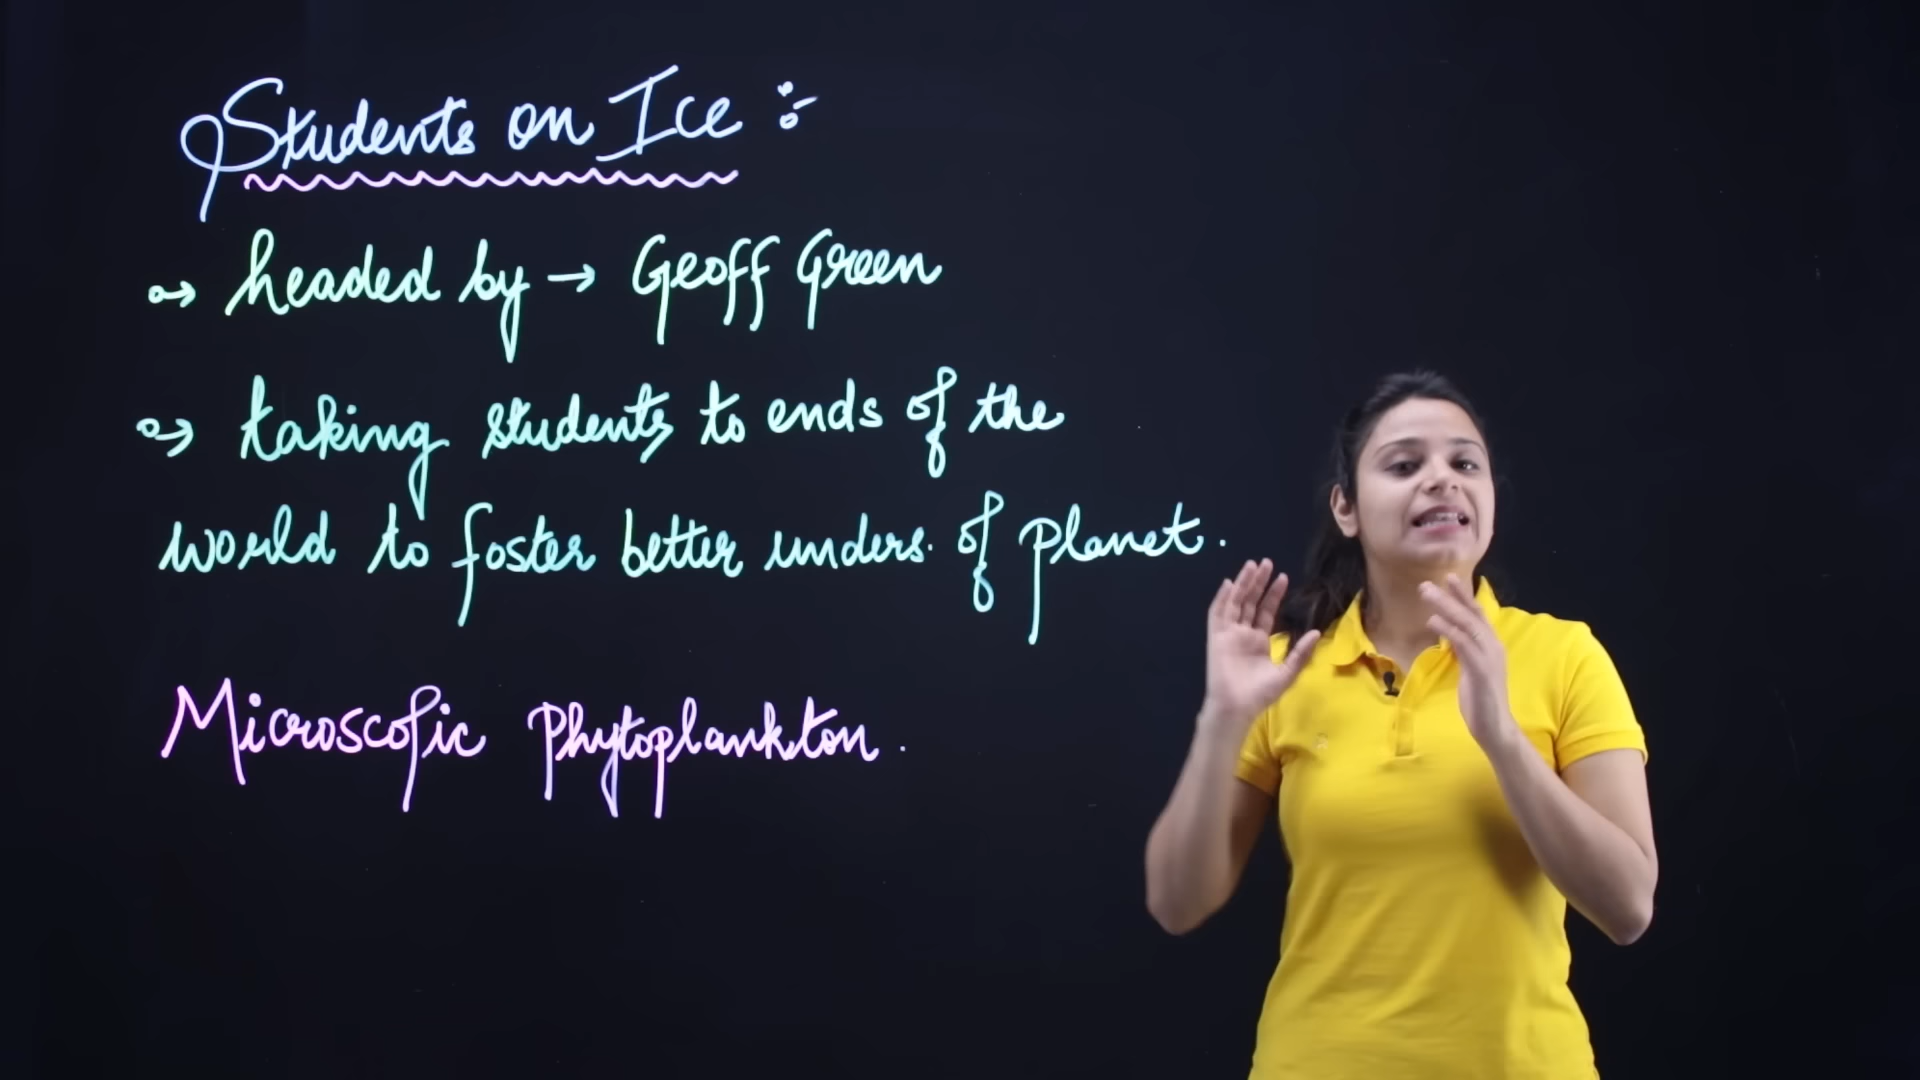 Students on Ice :-
→ headed by → Geoff Green
→ taking students to ends of the
world to foster better unders. of planet.
Microscopic Phytoplankton.